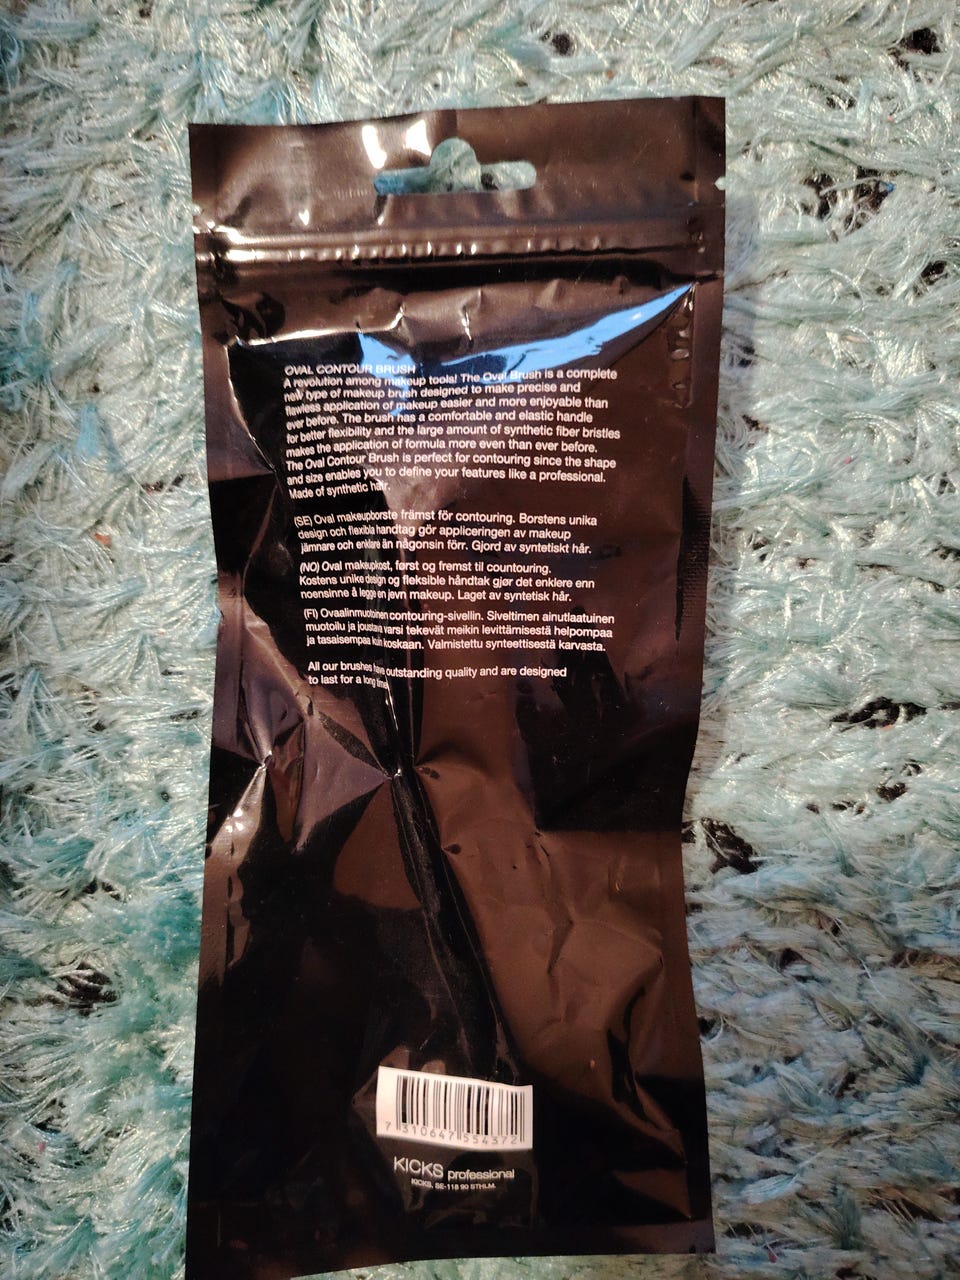 OVAL CONTOUR BRUSH
A revolution among makeup tools! The Oval Brush is a complete
new type of makeup brush designed to make precise and
flawless application of makeup easier and more enjoyable than
ever before. The brush has a comfortable and elastic handle
for better flexibility and the large amount of synthetic fiber bristles
makes the application of formula more even than ever before.
The Oval Contour Brush is perfect for contouring since the shape
and size enables you to define your features like a professional.
Made of synthetic hair.
(SE) Oval makeupborste främst för contouring. Borstens unika
design och flexibla handtag gör appliceringen av makeup
jämnare och enklare än någonsin förr. Gjord av syntetiskt hår.
(NO) Oval makeupkost, først og fremst til countouring.
Kostens unike design og fleksible håndtak gjør det enklere enn
noensinne å legge en jevn makeup. Laget av syntetisk hår.
(FI) Ovaalinmuotoinen contouring-sivellin. Siveltimen ainutlaatuinen
muotoilu ja joustava varsi tekevät meikin levittämisestä helpompaa
ja tasaisempaa kuin koskaan. Valmistettu synteettisestä karvasta.
All our brushes have outstanding quality and are designed
to last for a long time.
7 310647 554372
KICKS professional
KICKS, SE-118 90 STHLM.